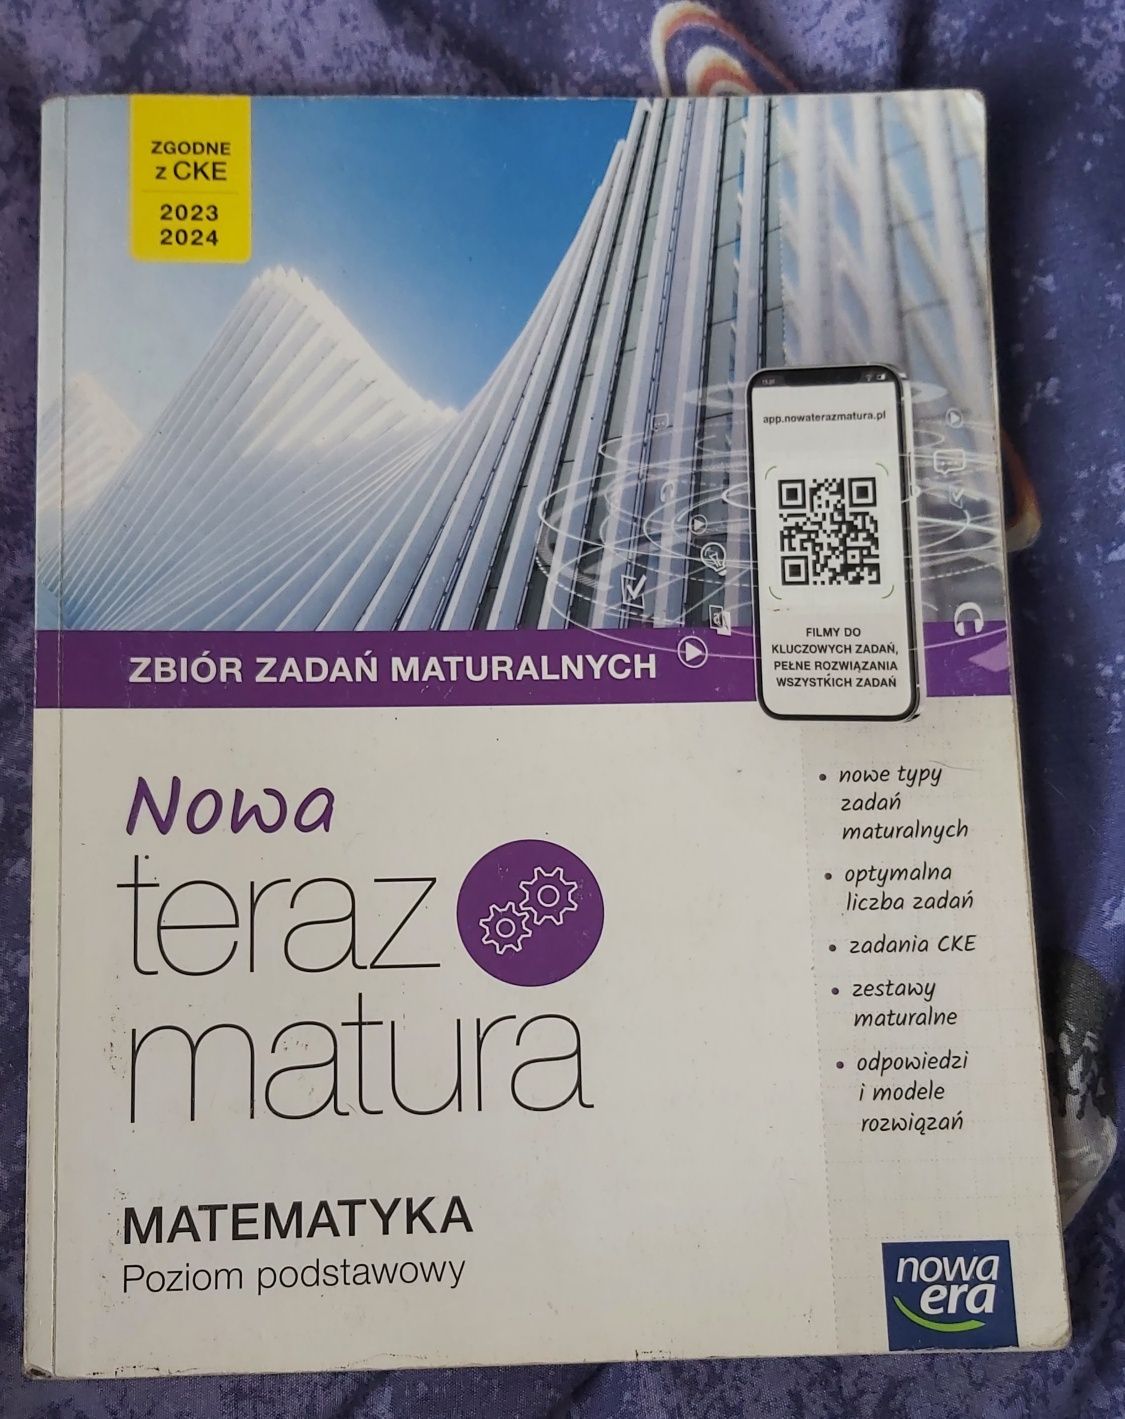 ZGODNE
z CKE
2023
2024
app.nowaterazmatura.pl
FILMY DO
KLUCZOWYCH ZADAŃ,
PEŁNE ROZWIĄZANIA
WSZYSTKICH ZADAŃ
ZBIÓR ZADAŃ MATURALNYCH
Nowa
teraz
matura
• nowe typy
zadań
maturalnych
• optymalna
liczba zadań
• zadania CKE
• zestawy
maturalne
• odpowiedzi
i modele
rozwiązań
MATEMATYKA
Poziom podstawowy
nowa
era